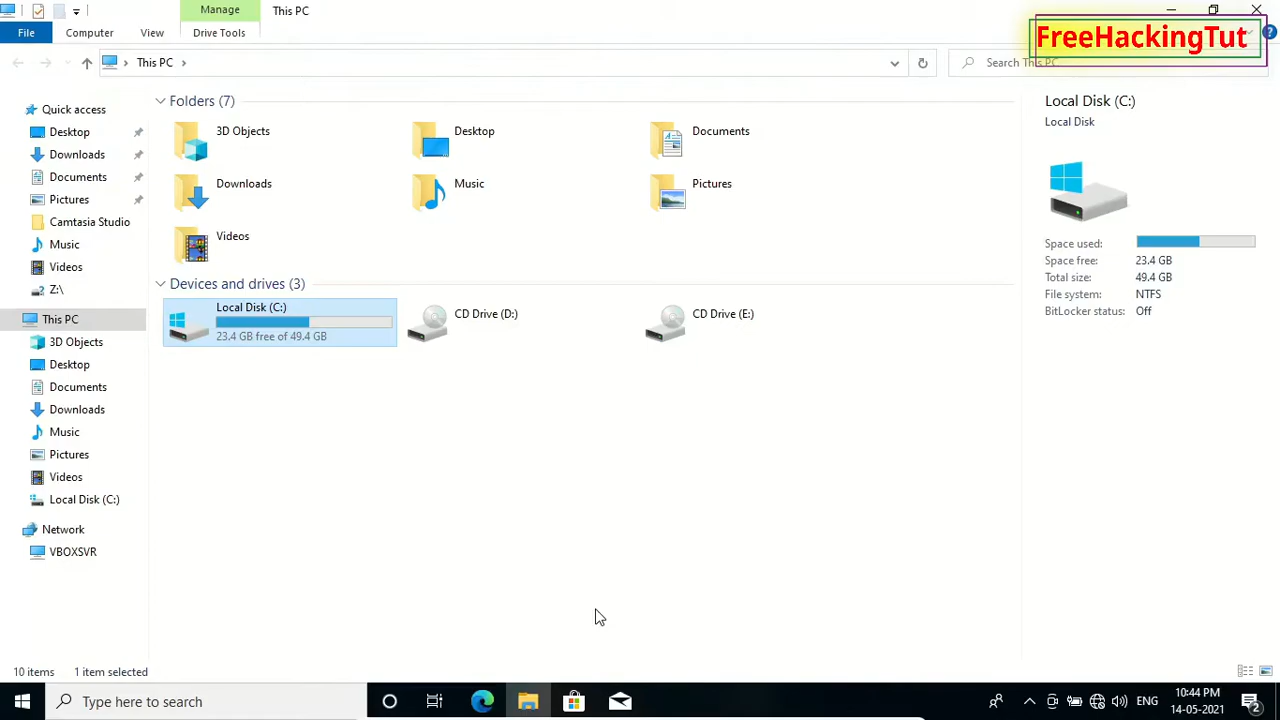 Manage
This PC
File
Computer
View
Drive Tools
FreeHackingTut
This PC
Search This PC
Quick access
Desktop
Downloads
Documents
Pictures
Camtasia Studio
Music
Videos
Z:\
This PC
3D Objects
Desktop
Documents
Downloads
Music
Pictures
Videos
Local Disk (C:)
Network
VBOXSVR
Folders (7)
3D Objects
Desktop
Documents
Downloads
Music
Pictures
Videos
Devices and drives (3)
Local Disk (C:)
23.4 GB free of 49.4 GB
CD Drive (D:)
CD Drive (E:)
Local Disk (C:)
Local Disk
Space used:
Space free: 23.4 GB
Total size: 49.4 GB
File system: NTFS
BitLocker status: Off
10 items 1 item selected
Type here to search
ENG
10:44 PM
14-05-2021
2